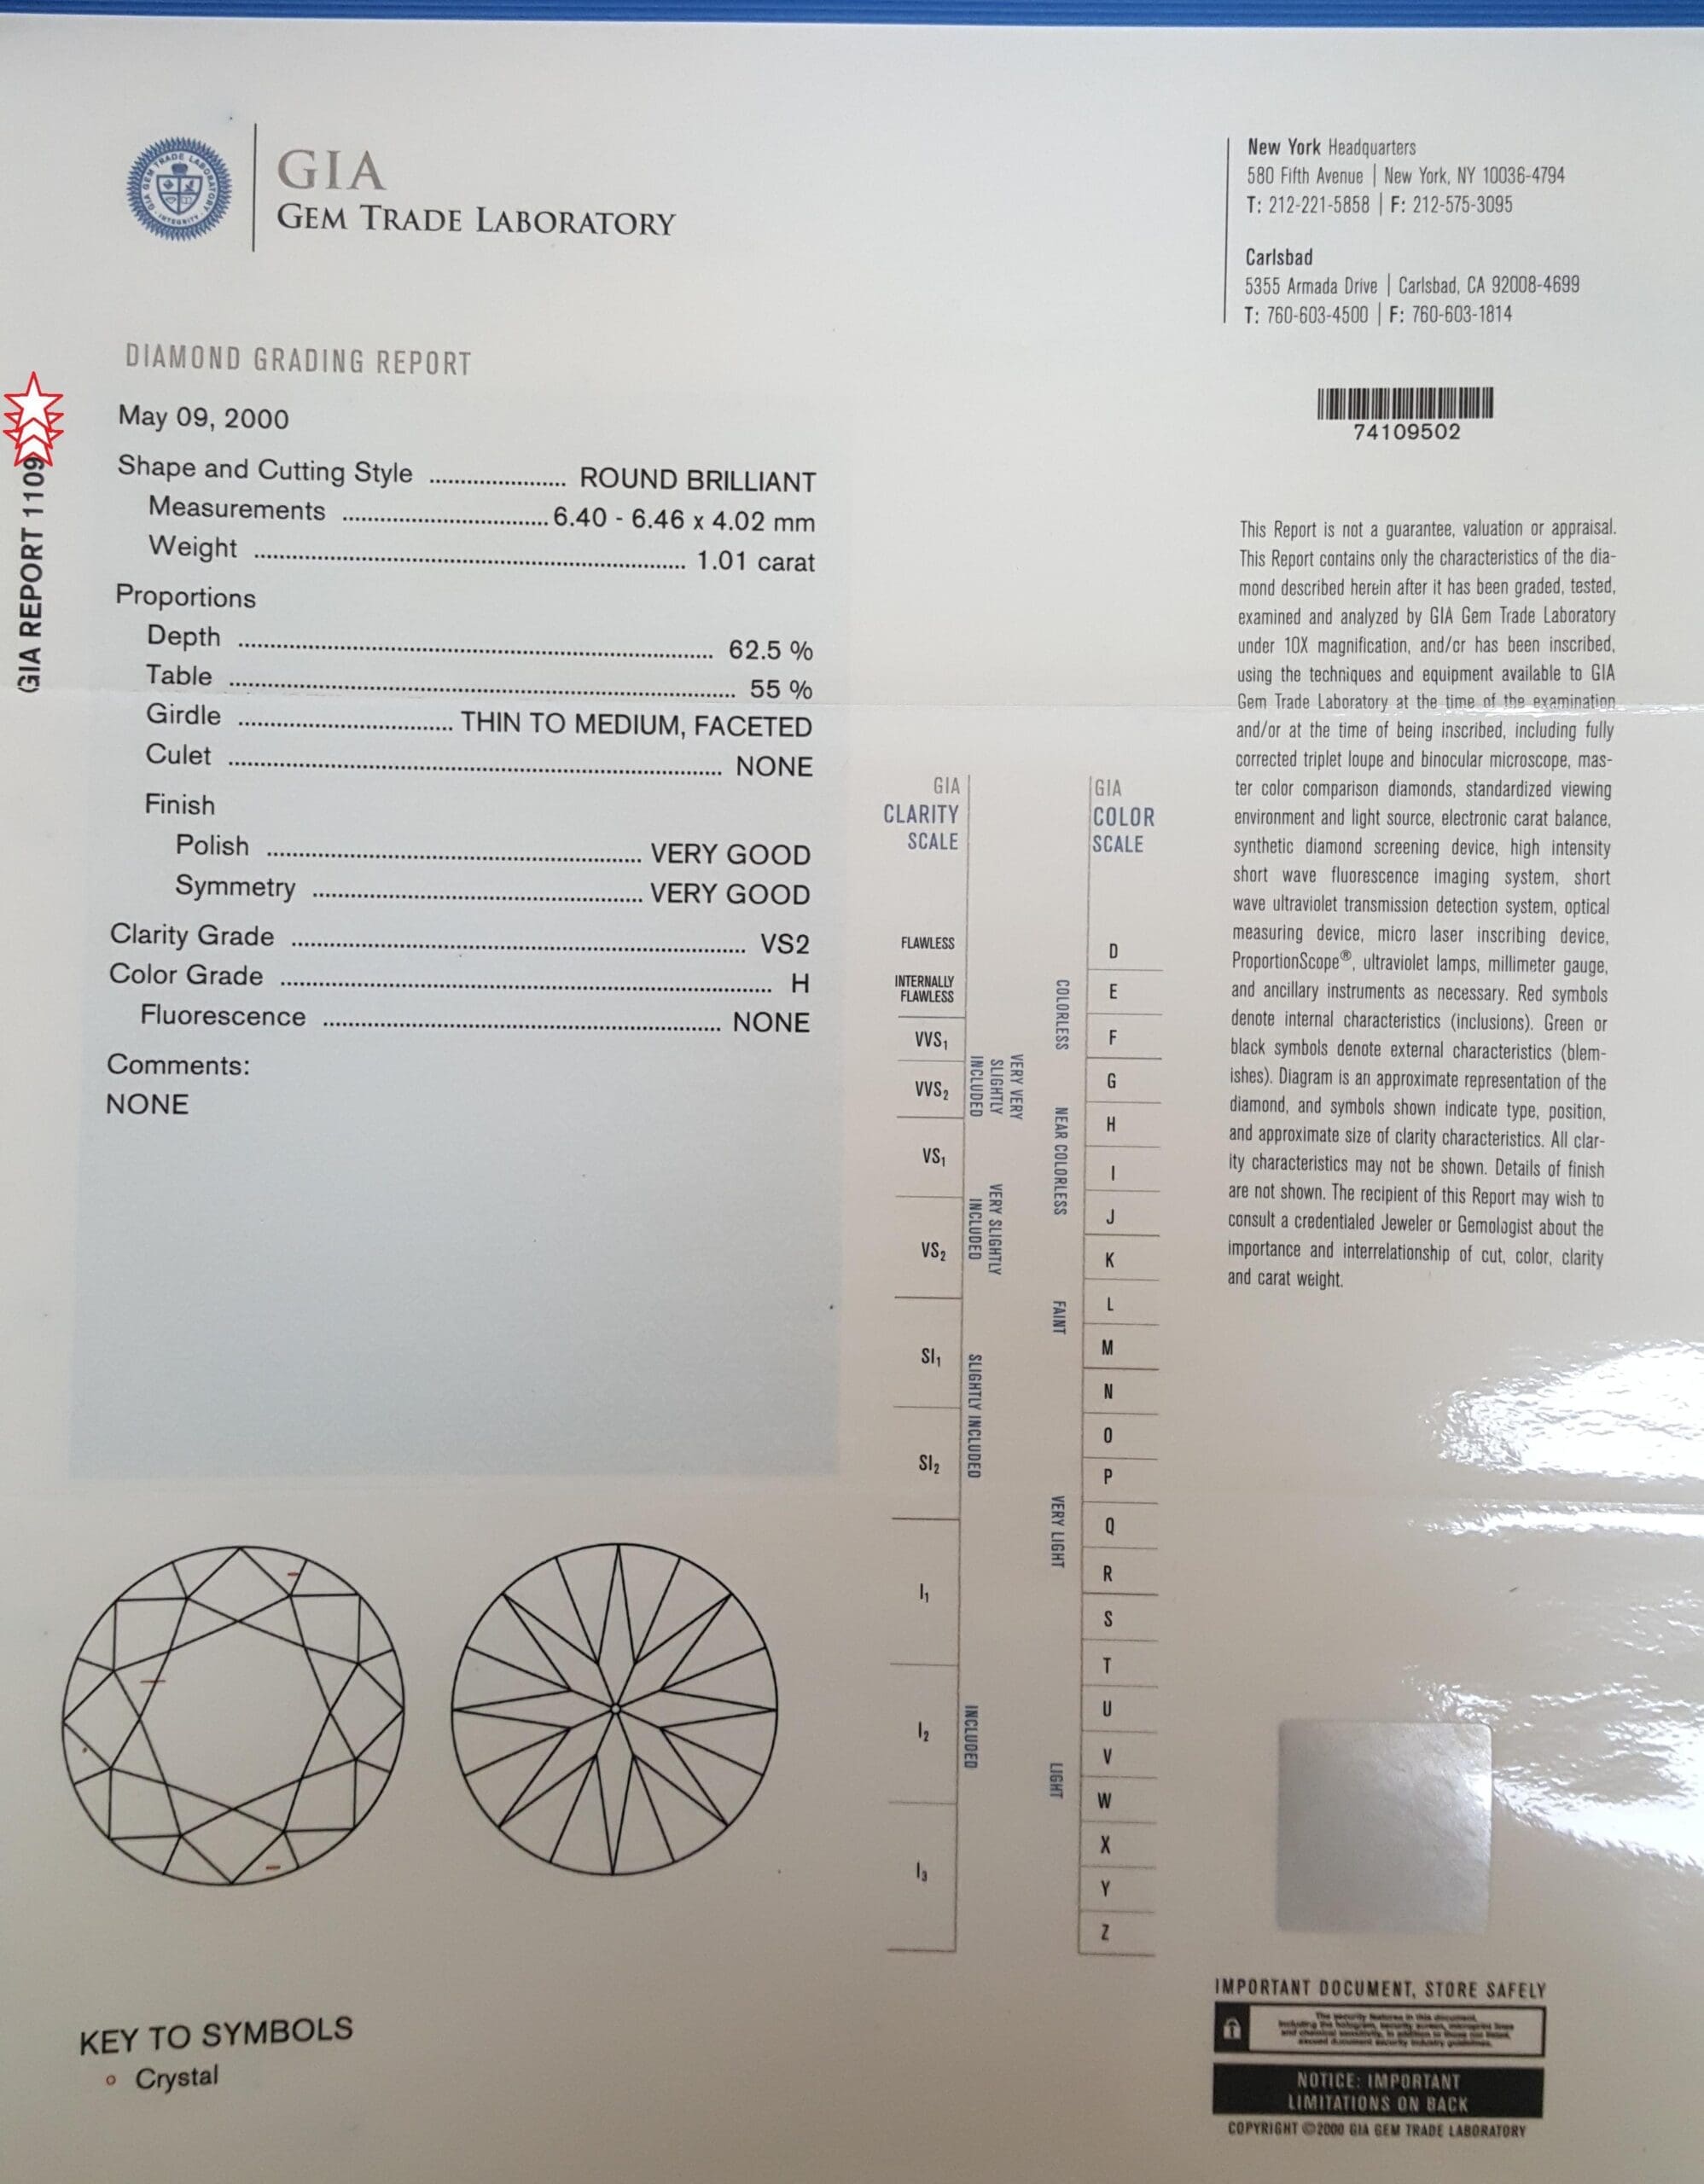 GIA
GEM TRADE LABORATORY
New York Headquarters
580 Fifth Avenue | New York, NY 10036-4794
T: 212-221-5858 | F: 212-575-3095
Carlsbad
5355 Armada Drive | Carlsbad, CA 92008-4699
T: 760-603-4500 | F: 760-603-1814
74109502
GIA REPORT 1109
DIAMOND GRADING REPORT
May 09, 2000
Shape and Cutting Style ...................... ROUND BRILLIANT
Measurements ................................ 6.40 - 6.46 x 4.02 mm
Weight ................................................................ 1.01 carat
Proportions
Depth ...................................................................... 62.5 %
Table ........................................................................... 55 %
Girdle ................................. THIN TO MEDIUM, FACETED
Culet ........................................................................ NONE
Finish
Polish ....................................................... VERY GOOD
Symmetry ................................................ VERY GOOD
Clarity Grade .................................................................. VS2
Color Grade ........................................................................ H
Fluorescence .......................................................... NONE
Comments:
NONE
This Report is not a guarantee, valuation or appraisal.
This Report contains only the characteristics of the dia-
mond described herein after it has been graded, tested,
examined and analyzed by GIA Gem Trade Laboratory
under 10X magnification, and/or has been inscribed,
using the techniques and equipment available to GIA
Gem Trade Laboratory at the time of the examination
and/or at the time of being inscribed, including fully
corrected triplet loupe and binocular microscope, mas-
ter color comparison diamonds, standardized viewing
environment and light source, electronic carat balance,
synthetic diamond screening device, high intensity
short wave fluorescence imaging system, short
wave ultraviolet transmission detection system, optical
measuring device, micro laser inscribing device,
ProportionScope®, ultraviolet lamps, millimeter gauge,
and ancillary instruments as necessary. Red symbols
denote internal characteristics (inclusions). Green or
black symbols denote external characteristics (blem-
ishes). Diagram is an approximate representation of the
diamond, and symbols shown indicate type, position,
and approximate size of clarity characteristics. All clar-
ity characteristics may not be shown. Details of finish
are not shown. The recipient of this Report may wish to
consult a credentialed Jeweler or Gemologist about the
importance and interrelationship of cut, color, clarity
and carat weight.
GIA
CLARITY
SCALE
FLAWLESS
INTERNALLY
FLAWLESS
VVS1
VVS2
VS1
VS2
SI1
SI2
I1
I2
I3
VERY VERY
SLIGHTLY
INCLUDED
VERY SLIGHTLY
INCLUDED
SLIGHTLY INCLUDED
INCLUDED
GIA
COLOR
SCALE
COLORLESS
NEAR COLORLESS
FAINT
VERY LIGHT
LIGHT
D
E
F
G
H
I
J
K
L
M
N
O
P
Q
R
S
T
U
V
W
X
Y
Z
KEY TO SYMBOLS
Crystal
IMPORTANT DOCUMENT, STORE SAFELY
The security features in this document,
NOTICE: IMPORTANT
LIMITATIONS ON BACK
COPYRIGHT ©2000 GIA GEM TRADE LABORATORY